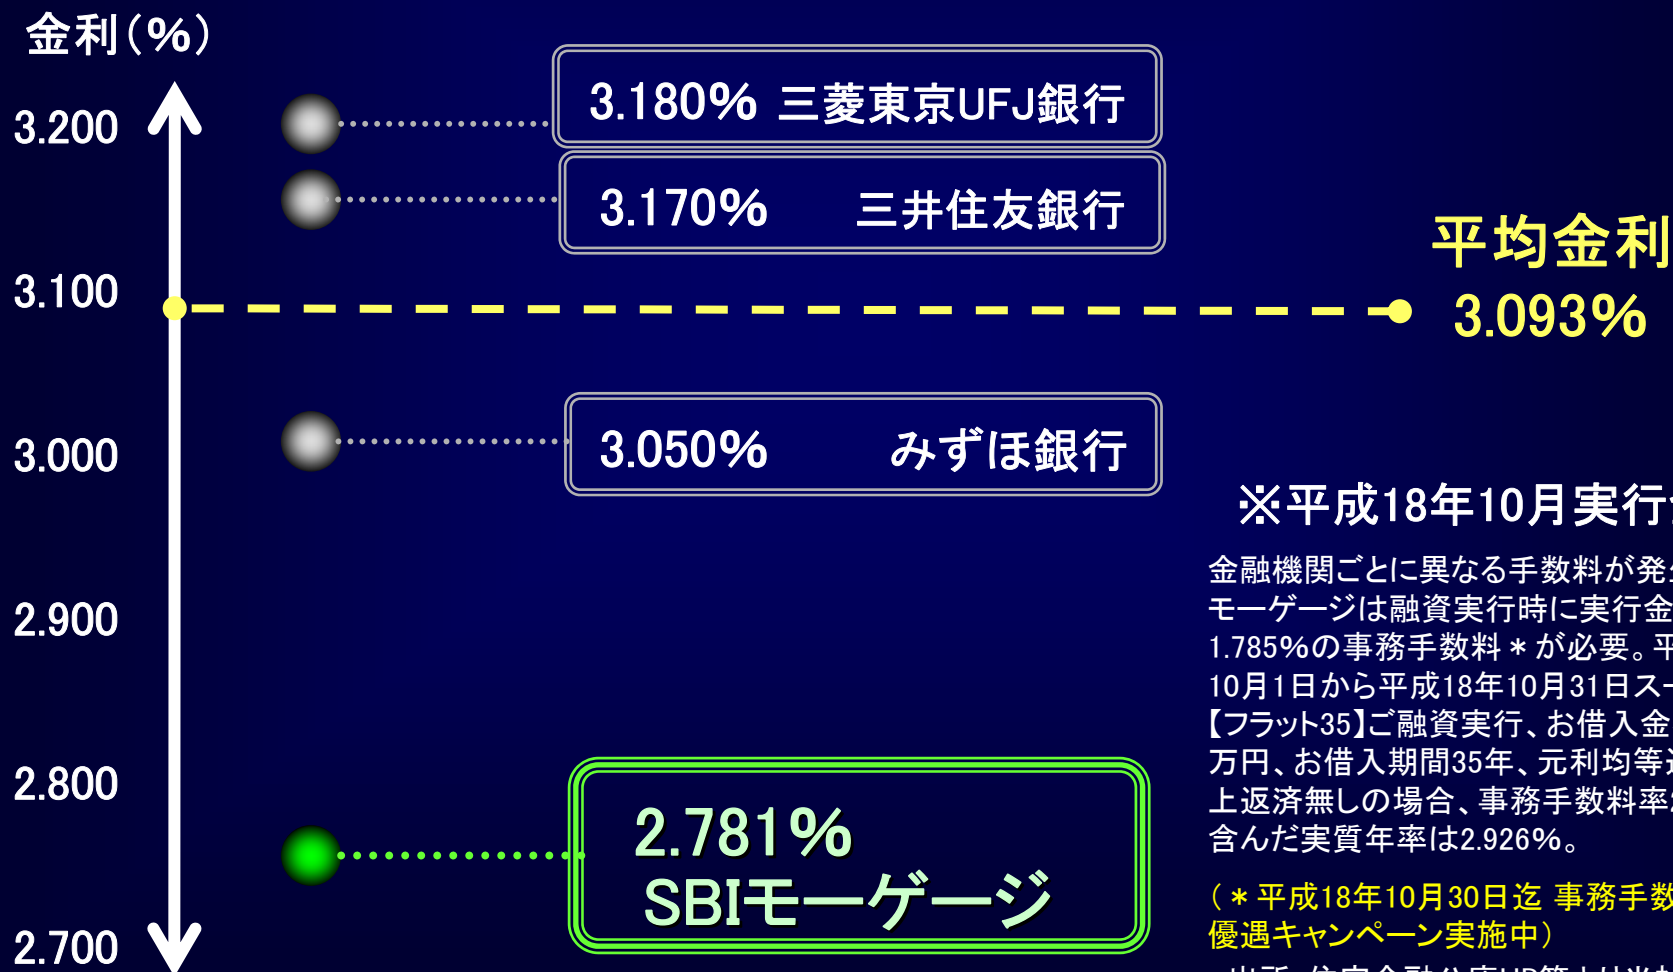 金利(%)
3.200
3.100
3.000
2.900
2.800
2.700
3.180% 三菱東京UFJ銀行
3.170% 三井住友銀行
平均金利
3.093%
3.050% みずほ銀行
2.781%
SBIモーゲージ
※平成18年10月実行
金融機関ごとに異なる手数料が発
モーゲージは融資実行時に実行金
1.785%の事務手数料*が必要。平
10月1日から平成18年10月31日ス
【フラット35】ご融資実行、お借入金
万円、お借入期間35年、元利均等
上返済無しの場合、事務手数料率
含んだ実質年率は2.926%。
(*平成18年10月30日迄 事務手数
優遇キャンペーン実施中)